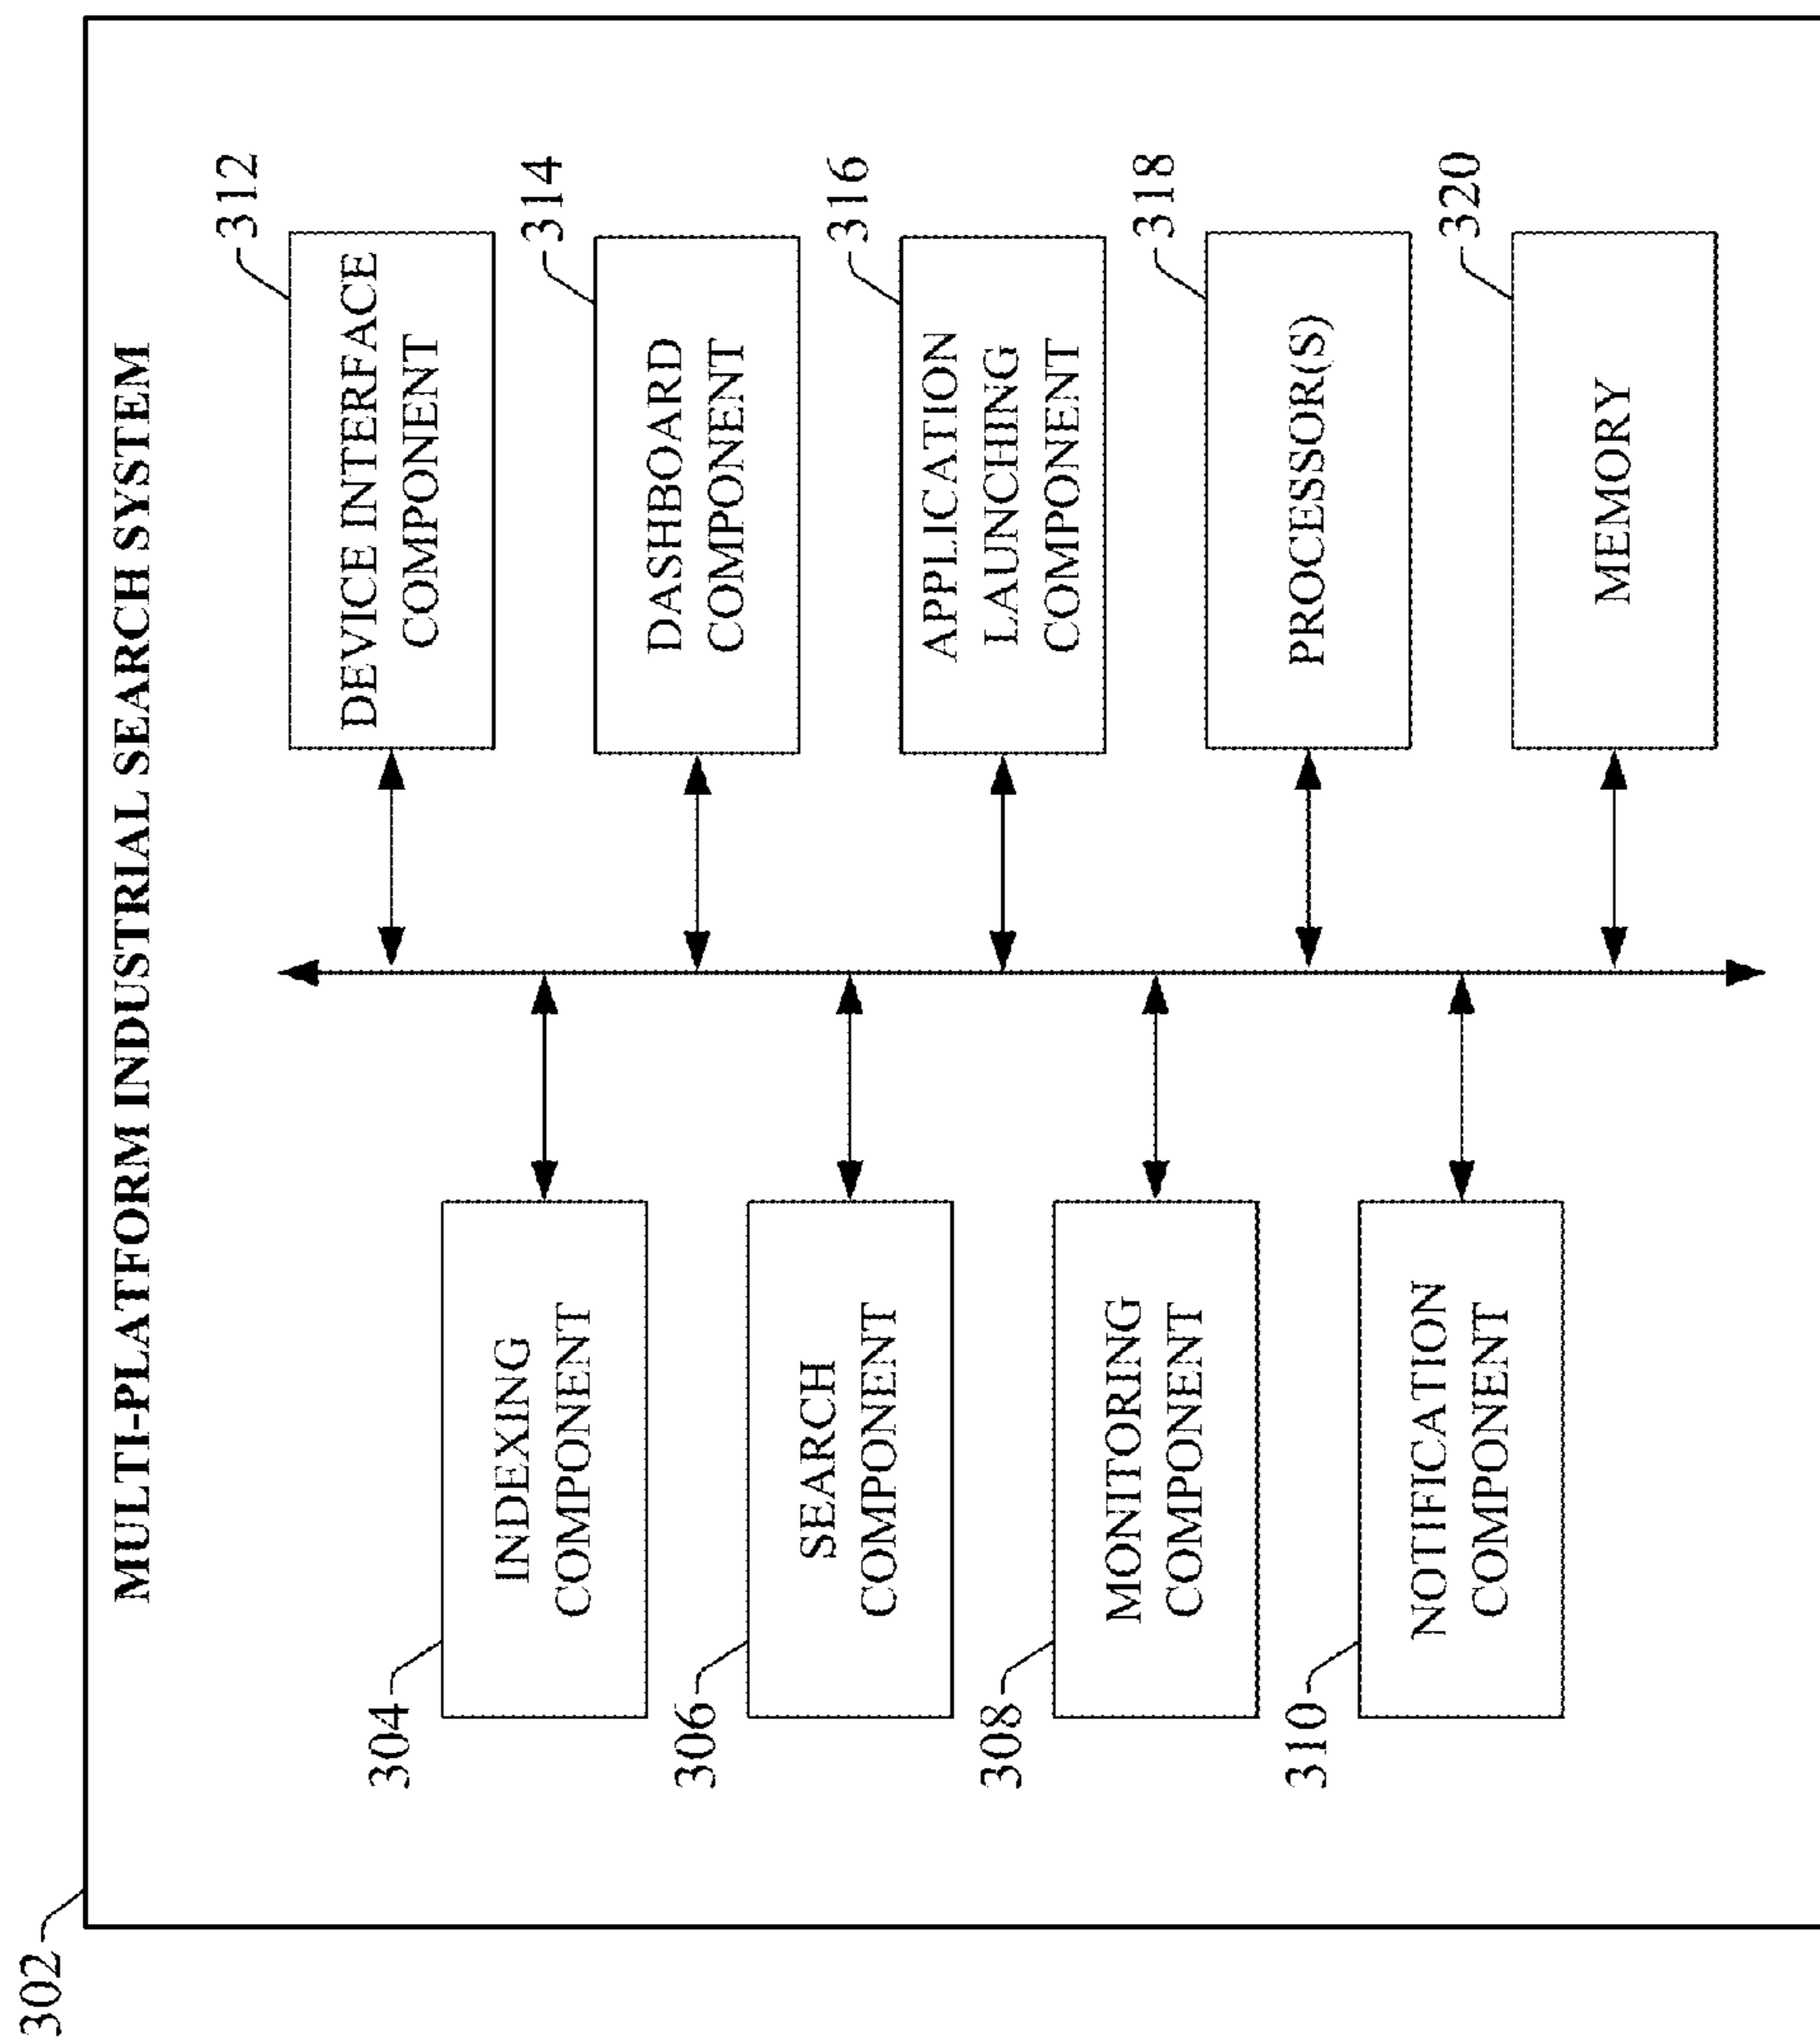 302
MULTI-PLATFORM INDUSTRIAL SEARCH SYSTEM
304
INDEXING
COMPONENT
306
SEARCH
COMPONENT
308
MONITORING
COMPONENT
310
NOTIFICATION
COMPONENT
312
DEVICE INTERFACE
COMPONENT
314
DASHBOARD
COMPONENT
316
APPLICATION
LAUNCHING
COMPONENT
318
PROCESSOR(S)
320
MEMORY